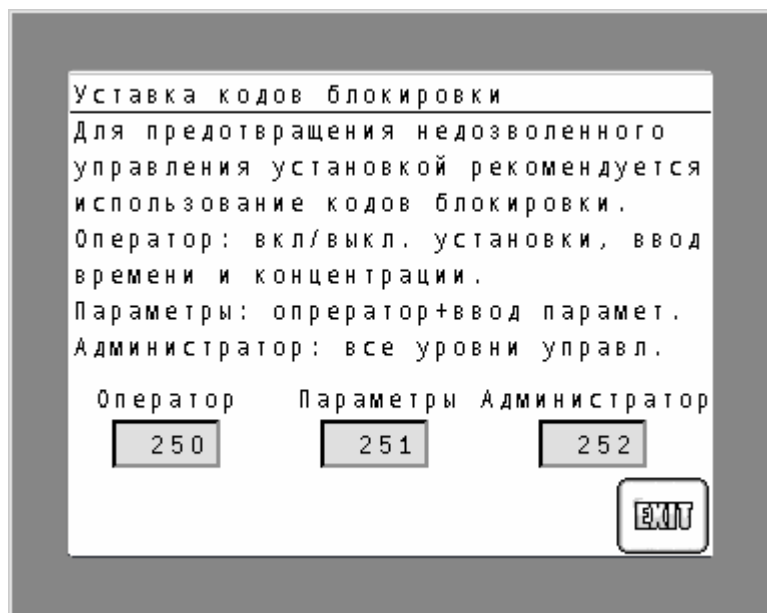 Уставка кодов блокировки
Для предотвращения недозволенного
управления установкой рекомендуется
использование кодов блокировки.
Оператор: вкл/выкл. установки, ввод
времени и концентрации.
Параметры: опрератор+ввод парамет.
Администратор: все уровни управл.
Оператор Параметры Администратор
250 251 252
EXIT